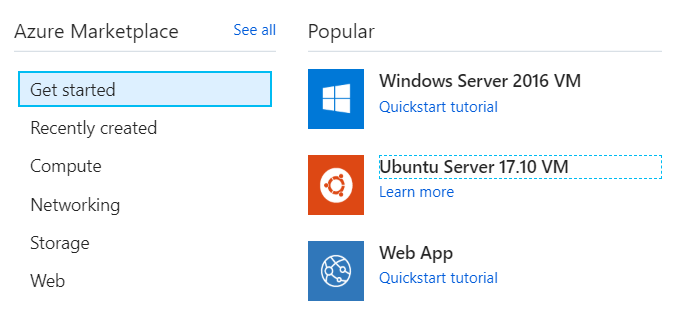 Azure Marketplace
See all
Get started
Recently created
Compute
Networking
Storage
Web
Popular
Windows Server 2016 VM
Quickstart tutorial
Ubuntu Server 17.10 VM
Learn more
Web App
Quickstart tutorial